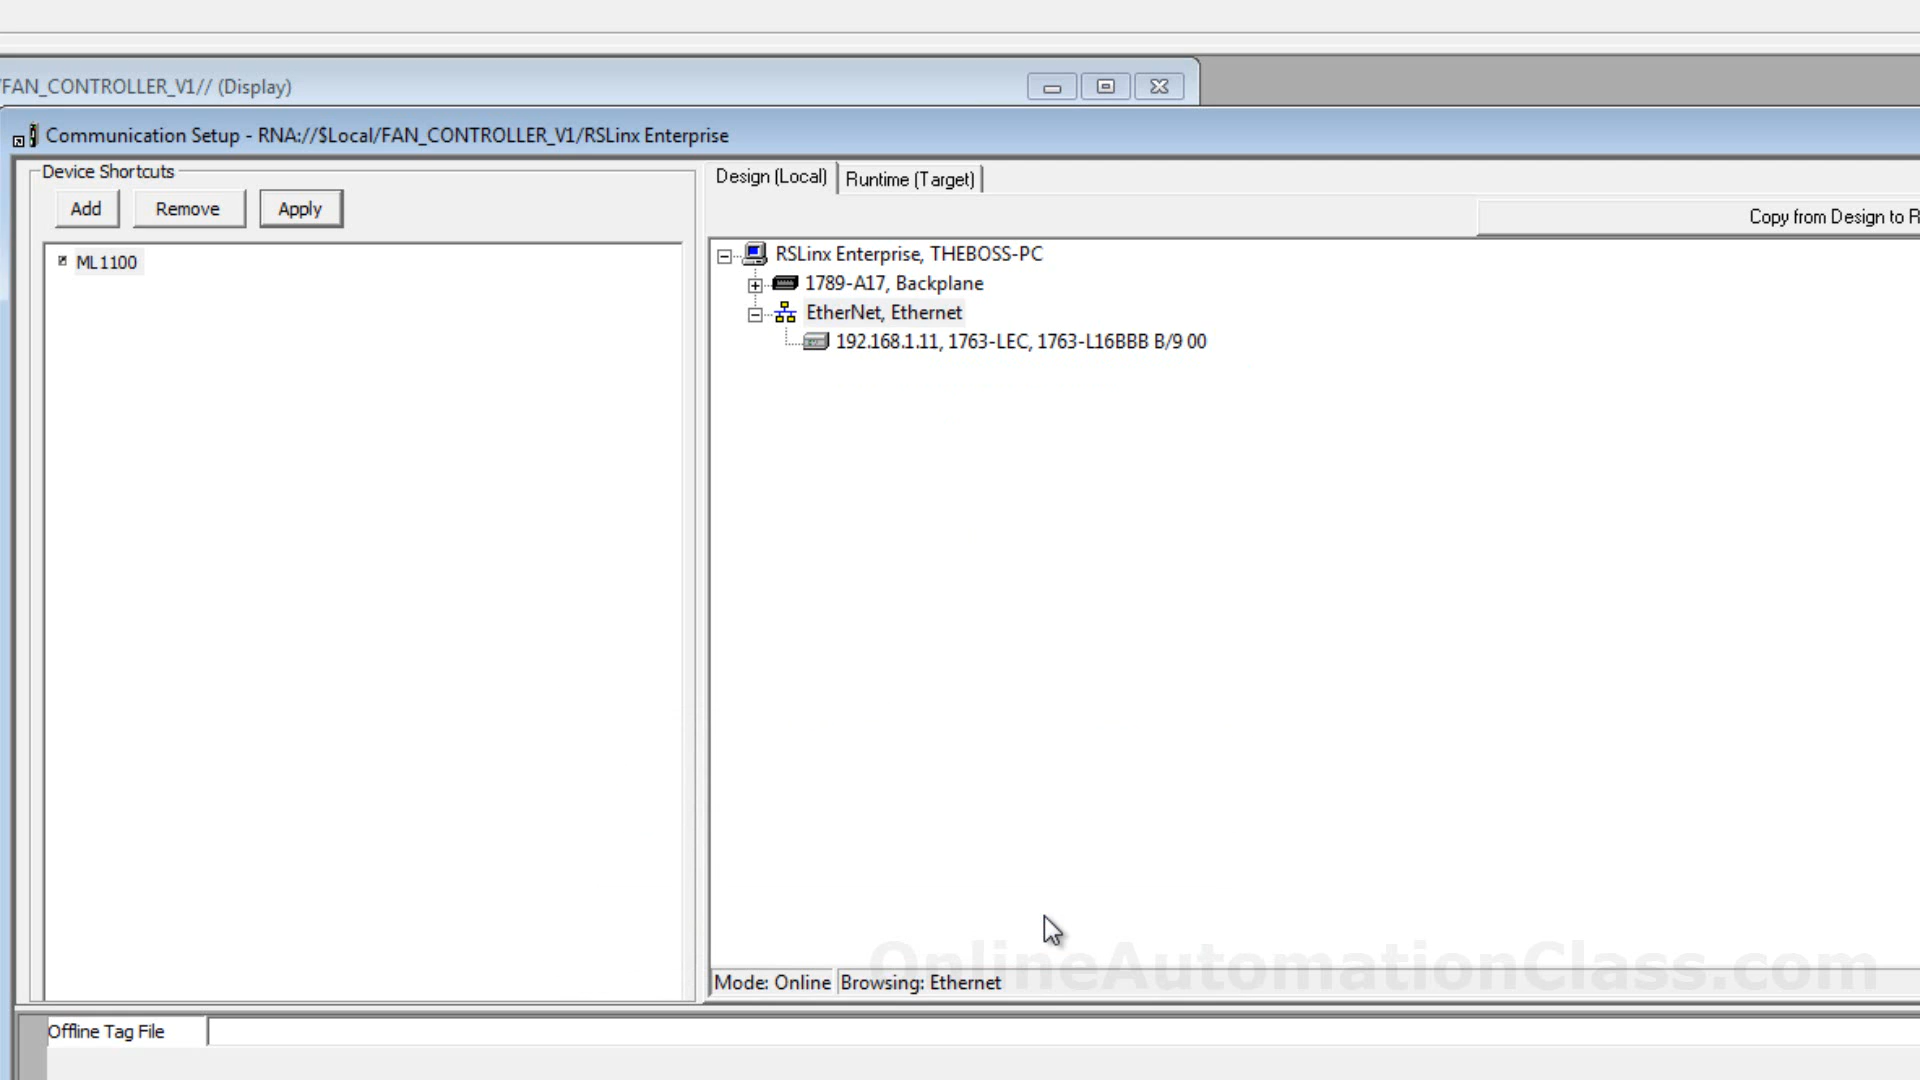 /FAN_CONTROLLER_V1// (Display)
Communication Setup - RNA://$Local/FAN_CONTROLLER_V1/RSLinx Enterprise
Device Shortcuts
Add Remove Apply
ML1100
Design (Local) Runtime (Target)
Copy from Design to R
RSLinx Enterprise, THEBOSS-PC
1789-A17, Backplane
EtherNet, Ethernet
192.168.1.11, 1763-LEC, 1763-L16BBB B/9 00
OnlineAutomationClass.com
Mode: Online Browsing: Ethernet
Offline Tag File